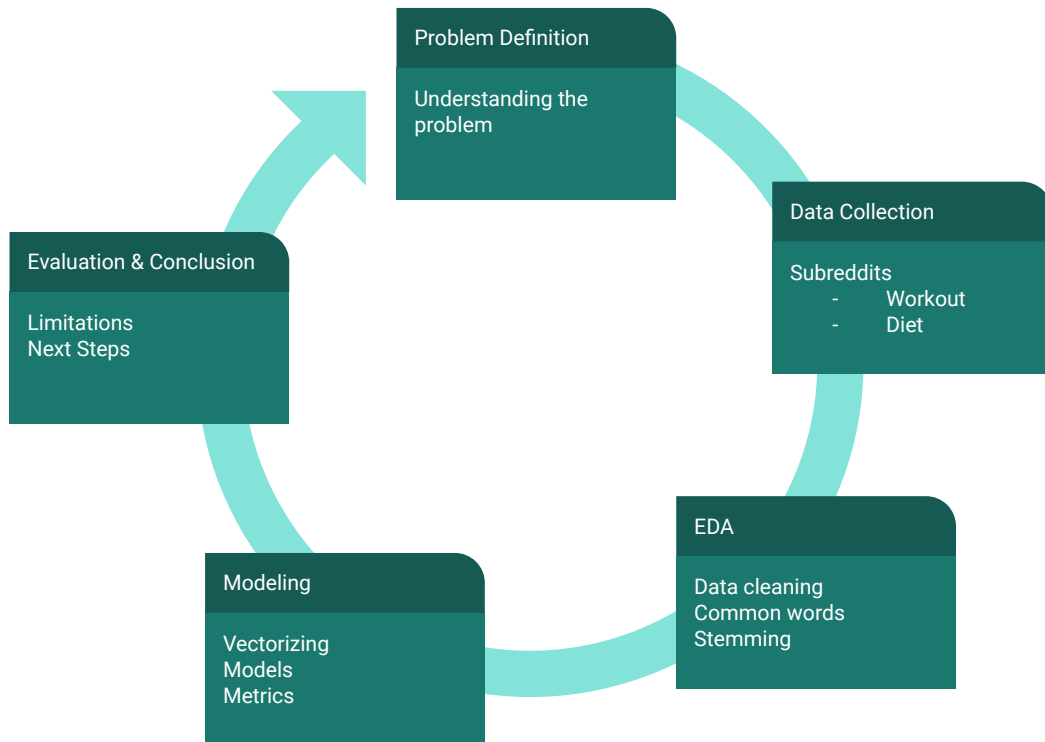 Problem Definition
Understanding the
problem
Data Collection
Subreddits
- Workout
- Diet
EDA
Data cleaning
Common words
Stemming
Modeling
Vectorizing
Models
Metrics
Evaluation & Conclusion
Limitations
Next Steps